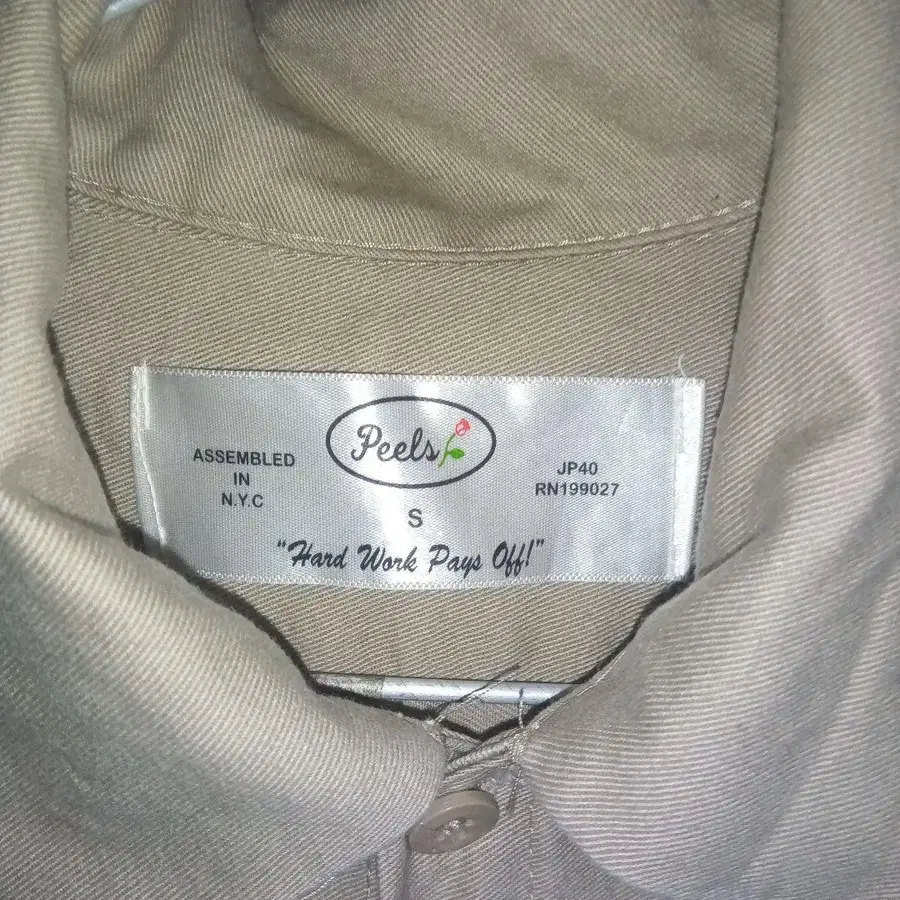 Peels
ASSEMBLED
IN
N.Y.C
JP40
RN199027
S
"Hard Work Pays Off!"